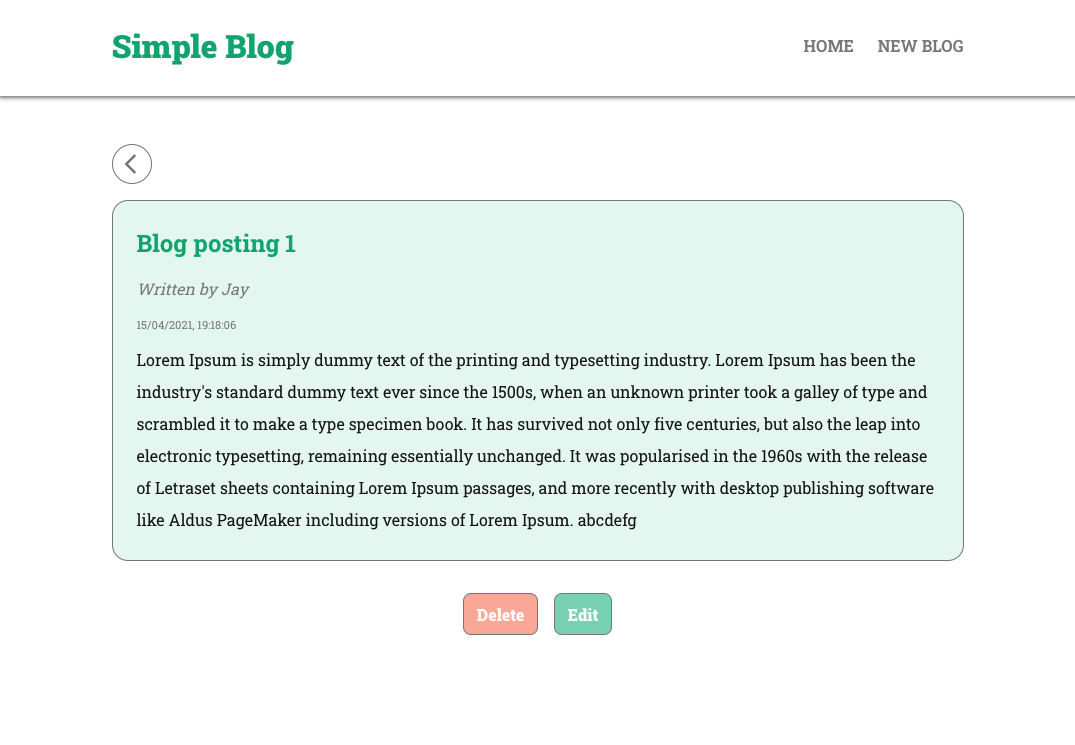 Simple Blog
HOME NEW BLOG
Blog posting 1
Written by Jay
15/04/2021, 19:18:06
Lorem Ipsum is simply dummy text of the printing and typesetting industry. Lorem Ipsum has been the
industry's standard dummy text ever since the 1500s, when an unknown printer took a galley of type and
scrambled it to make a type specimen book. It has survived not only five centuries, but also the leap into
electronic typesetting, remaining essentially unchanged. It was popularised in the 1960s with the release
of Letraset sheets containing Lorem Ipsum passages, and more recently with desktop publishing software
like Aldus PageMaker including versions of Lorem Ipsum. abcdefg
Delete Edit